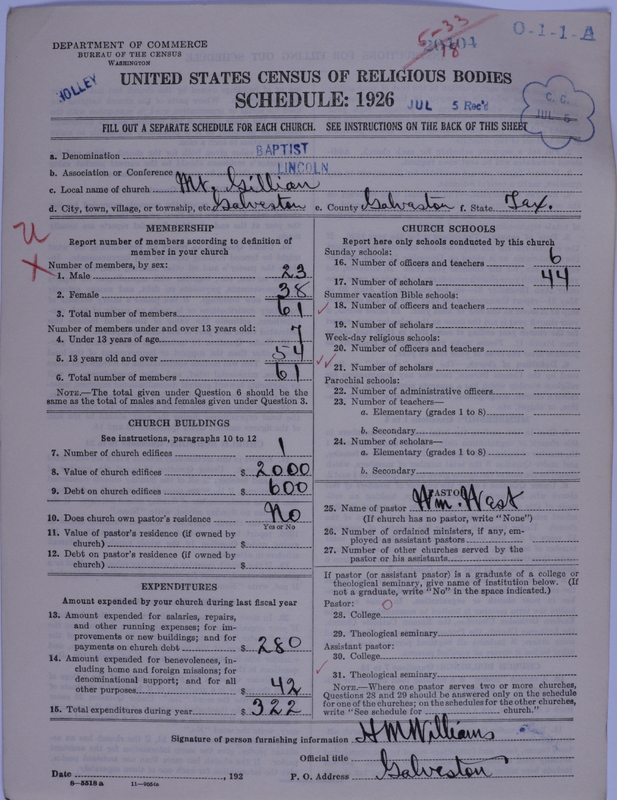 5-33
18
20404
O-1-1-A
DEPARTMENT OF COMMERCE
BUREAU OF THE CENSUS
WASHINGTON
HOLLEY
UNITED STATES CENSUS OF RELIGIOUS BODIES
SCHEDULE: 1926
JUL 5 Rec'd
C. C.
JUL 6
FILL OUT A SEPARATE SCHEDULE FOR EACH CHURCH. SEE INSTRUCTIONS ON THE BACK OF THIS SHEET
a. Denomination BAPTIST
b. Association or Conference LINCOLN
c. Local name of church Mt. Gillian
d. City, town, village, or township, etc Galveston e. County Galveston f. State Tex.
MEMBERSHIP
Report number of members according to definition of
member in your church
Number of members, by sex:
1. Male 23
2. Female 38
3. Total number of members 61
Number of members under and over 13 years old:
4. Under 13 years of age 7
5. 13 years old and over 54
6. Total number of members 61
NOTE.—The total given under Question 6 should be
same as the total of males and females given under Question 3.
CHURCH BUILDINGS
See instructions, paragraphs 10 to 12
7. Number of church edifices 1
8. Value of church edifices $ 2000
9. Debt on church edifices $ 600
10. Does church own pastor's residence No
Yes or No
11. Value of pastor's residence (if owned by
church) $
12. Debt on pastor's residence (if owned by
church) $
EXPENDITURES
Amount expended by your church during last fiscal year
13. Amount expended for salaries, repairs,
and other running expenses; for im-
provements or new buildings; and for
payments on church debt $ 280
14. Amount expended for benevolences, in-
cluding home and foreign missions; for
denominational support; and for all
other purposes $ 42
15. Total expenditures during year $ 322
CHURCH SCHOOLS
Report here only schools conducted by this church
Sunday schools:
16. Number of officers and teachers 6
17. Number of scholars 44
Summer vacation Bible schools:
18. Number of officers and teachers
19. Number of scholars
Week-day religious schools:
20. Number of officers and teachers
21. Number of scholars
Parochial schools:
22. Number of administrative officers
23. Number of teachers—
a. Elementary (grades 1 to 8)
b. Secondary
24. Number of scholars—
a. Elementary (grades 1 to 8)
b. Secondary
PASTOR
25. Name of pastor Wm. West
(If church has no pastor, write "None")
26. Number of ordained ministers, if any, em-
ployed as assistant pastors
27. Number of other churches served by the
pastor or his assistants
If pastor (or assistant pastor) is a graduate of a college or
theological seminary, give name of institution below. (If
not a graduate, write "No" in the space indicated.)
Pastor: O
28. College
29. Theological seminary
Assistant pastor:
30. College
31. Theological seminary
NOTE.—Where one pastor serves two or more churches,
Questions 28 and 29 should be answered only on the schedule
for one of the churches; on the schedules for the other churches,
write "See schedule for church."
Signature of person furnishing information H M Williams
Official title
Date , 192 P. O. Address Galveston
8-5518 a